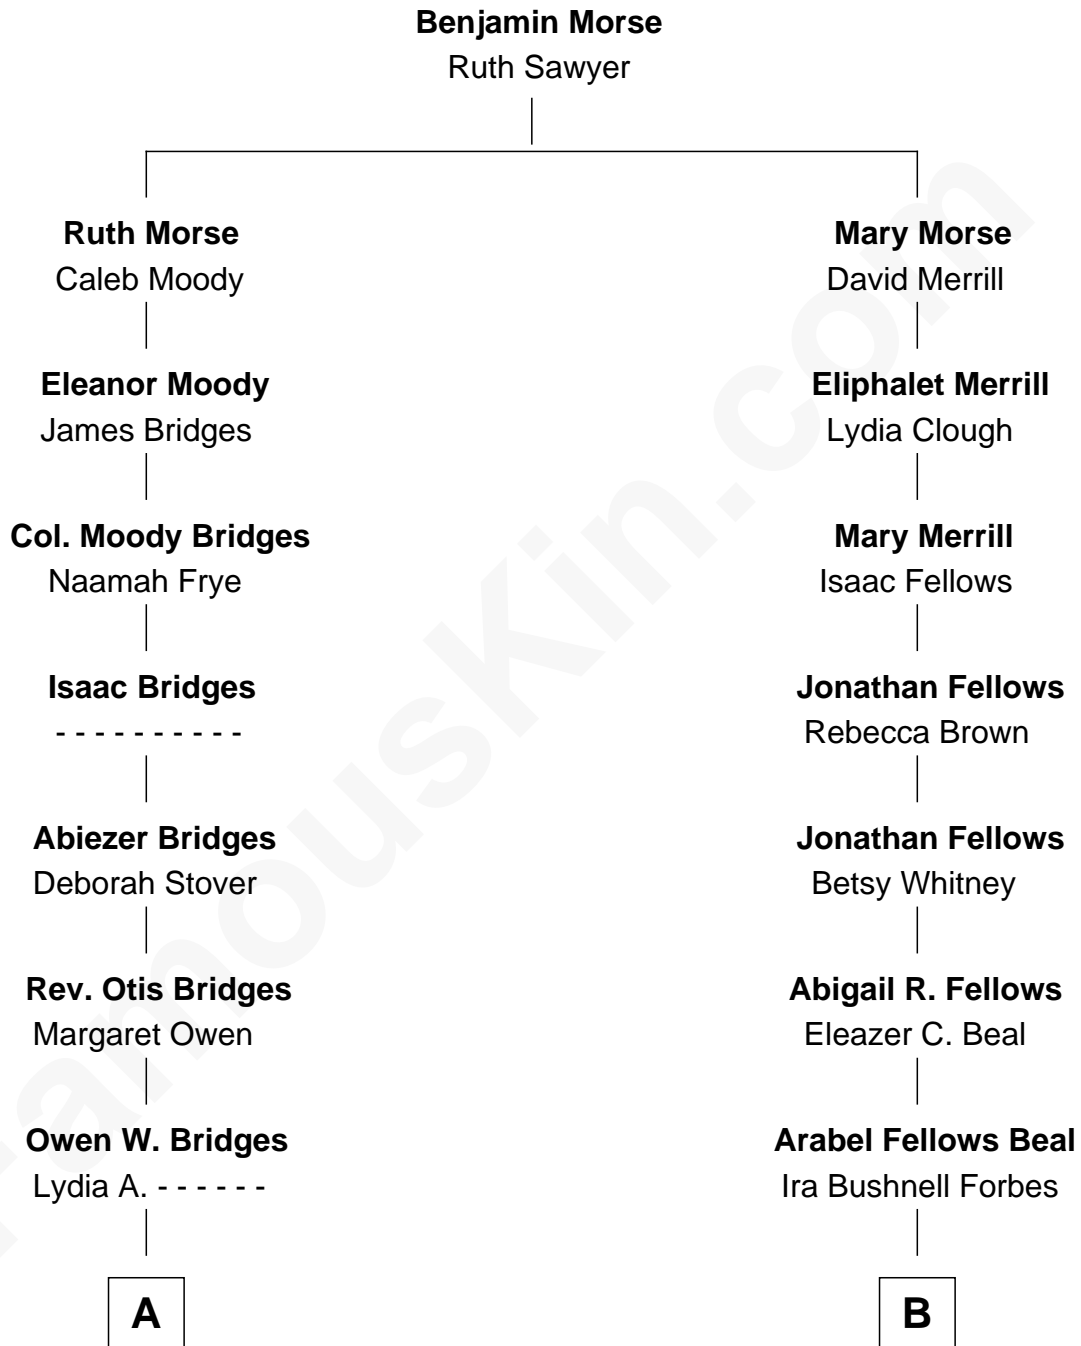 Benjamin Morse
Ruth Sawyer
Ruth Morse
Caleb Moody
Mary Morse
David Merrill
Eleanor Moody
James Bridges
Eliphalet Merrill
Lydia Clough
Col. Moody Bridges
Naamah Frye
Mary Merrill
Isaac Fellows
Isaac Bridges
- - - - - - - - - -
Jonathan Fellows
Rebecca Brown
Abiezer Bridges
Deborah Stover
Jonathan Fellows
Betsy Whitney
Rev. Otis Bridges
Margaret Owen
Abigail R. Fellows
Eleazer C. Beal
Owen W. Bridges
Lydia A. - - - - - -
Arabel Fellows Beal
Ira Bushnell Forbes
A
B
FamousKin.com